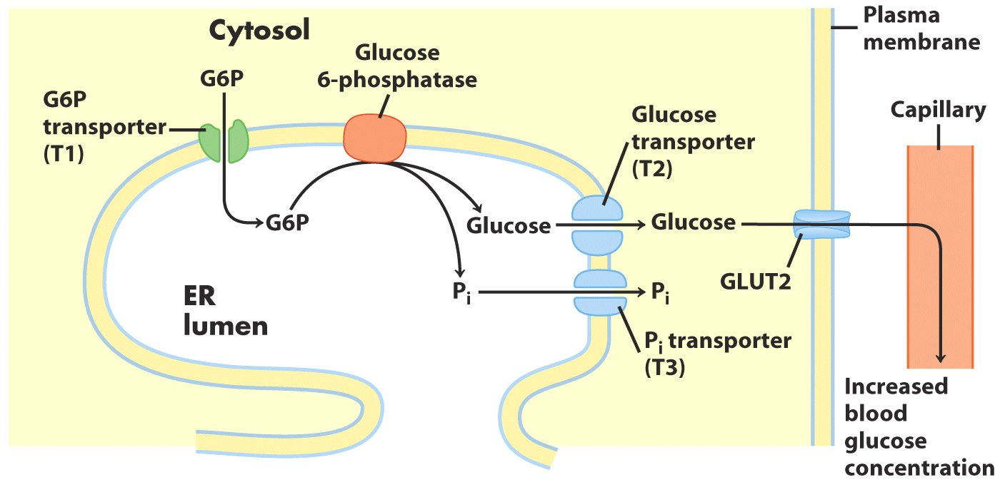 Cytosol
Plasma
membrane
Glucose
6-phosphatase
G6P
G6P
transporter
(T1)
Glucose
transporter
(T2)
Capillary
G6P
Glucose
Glucose
GLUT2
Pi
Pi
ER
lumen
Pi transporter
(T3)
Increased
blood
glucose
concentration